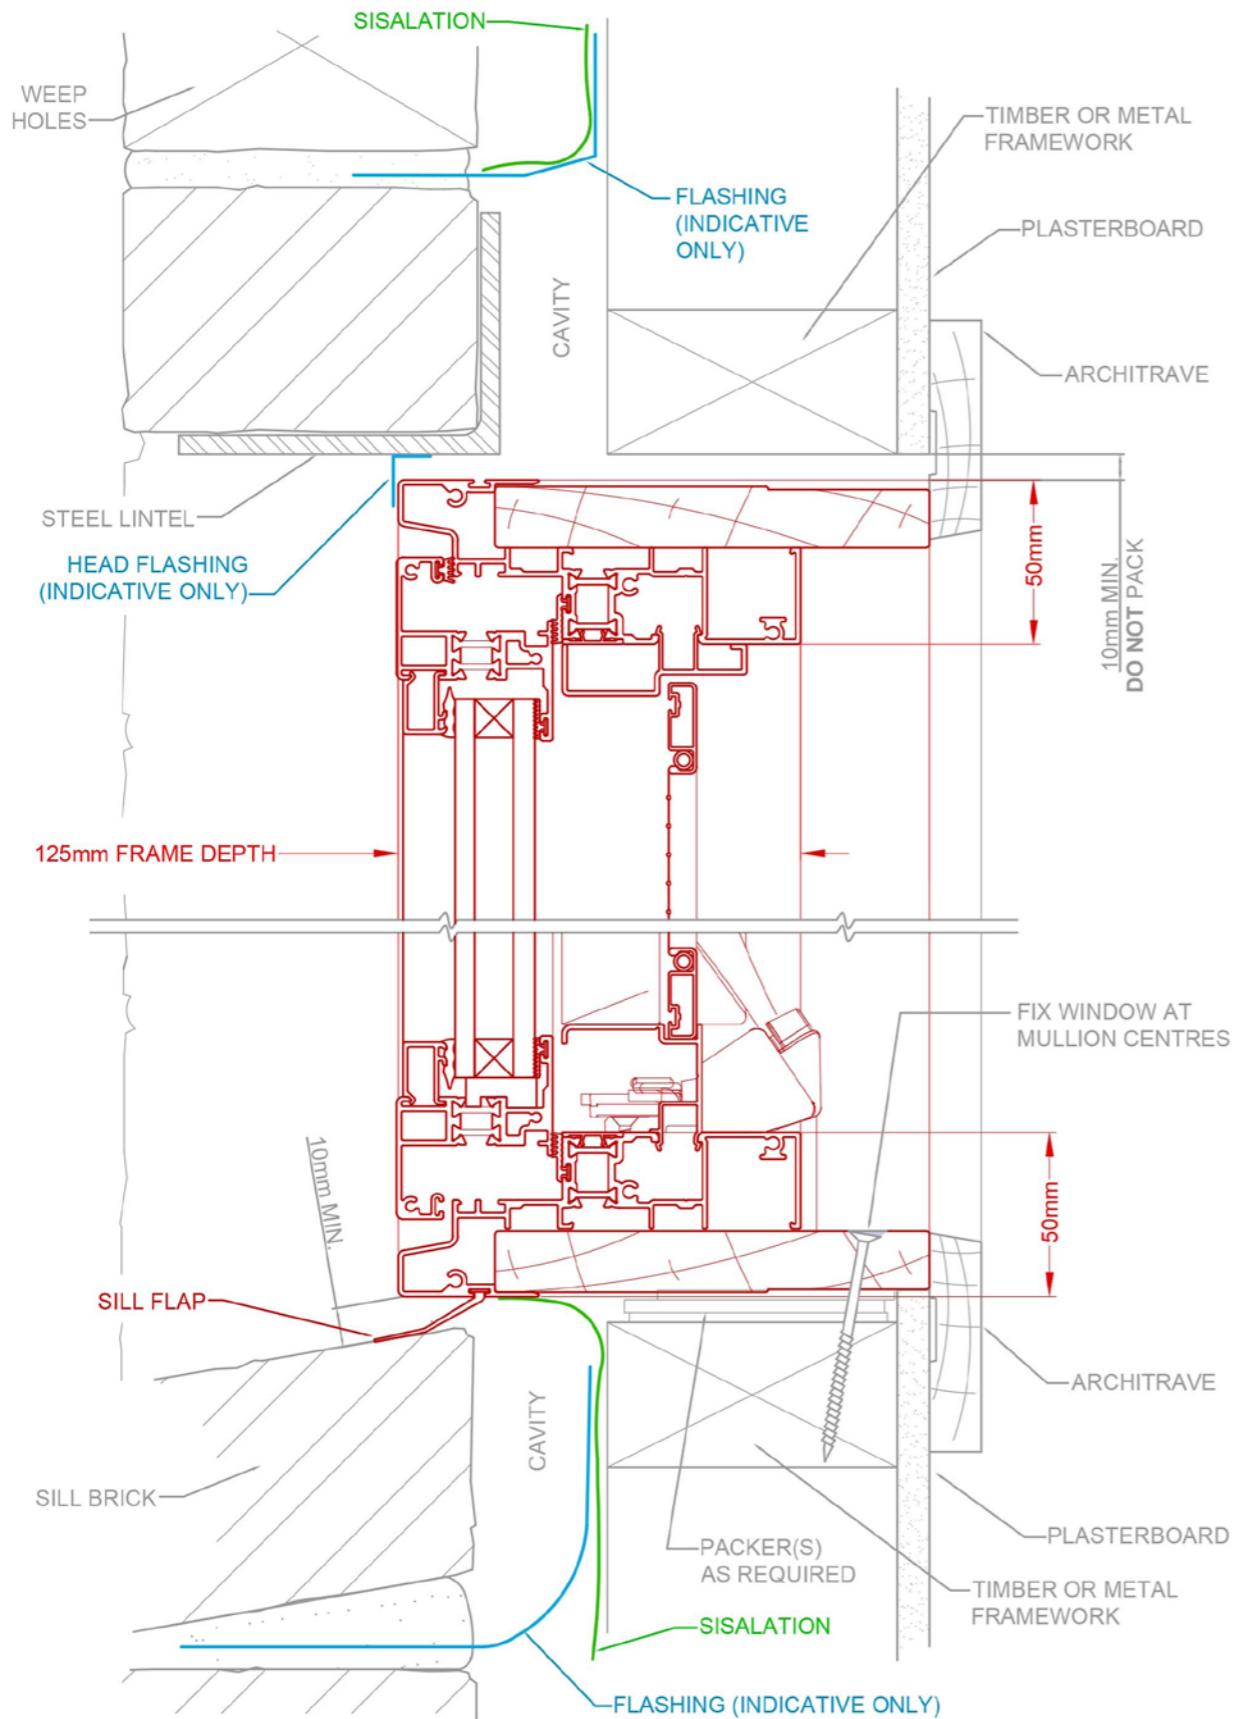 SISALATION
WEEP
HOLES
TIMBER OR METAL
FRAMEWORK
FLASHING
(INDICATIVE
ONLY)
PLASTERBOARD
CAVITY
ARCHITRAVE
STEEL LINTEL
HEAD FLASHING
(INDICATIVE ONLY)
50mm
10mm MIN.
DO NOT PACK
125mm FRAME DEPTH
FIX WINDOW AT
MULLION CENTRES
10mm MIN.
50mm
SILL FLAP
ARCHITRAVE
CAVITY
SILL BRICK
PLASTERBOARD
PACKER(S)
AS REQUIRED
TIMBER OR METAL
FRAMEWORK
SISALATION
FLASHING (INDICATIVE ONLY)